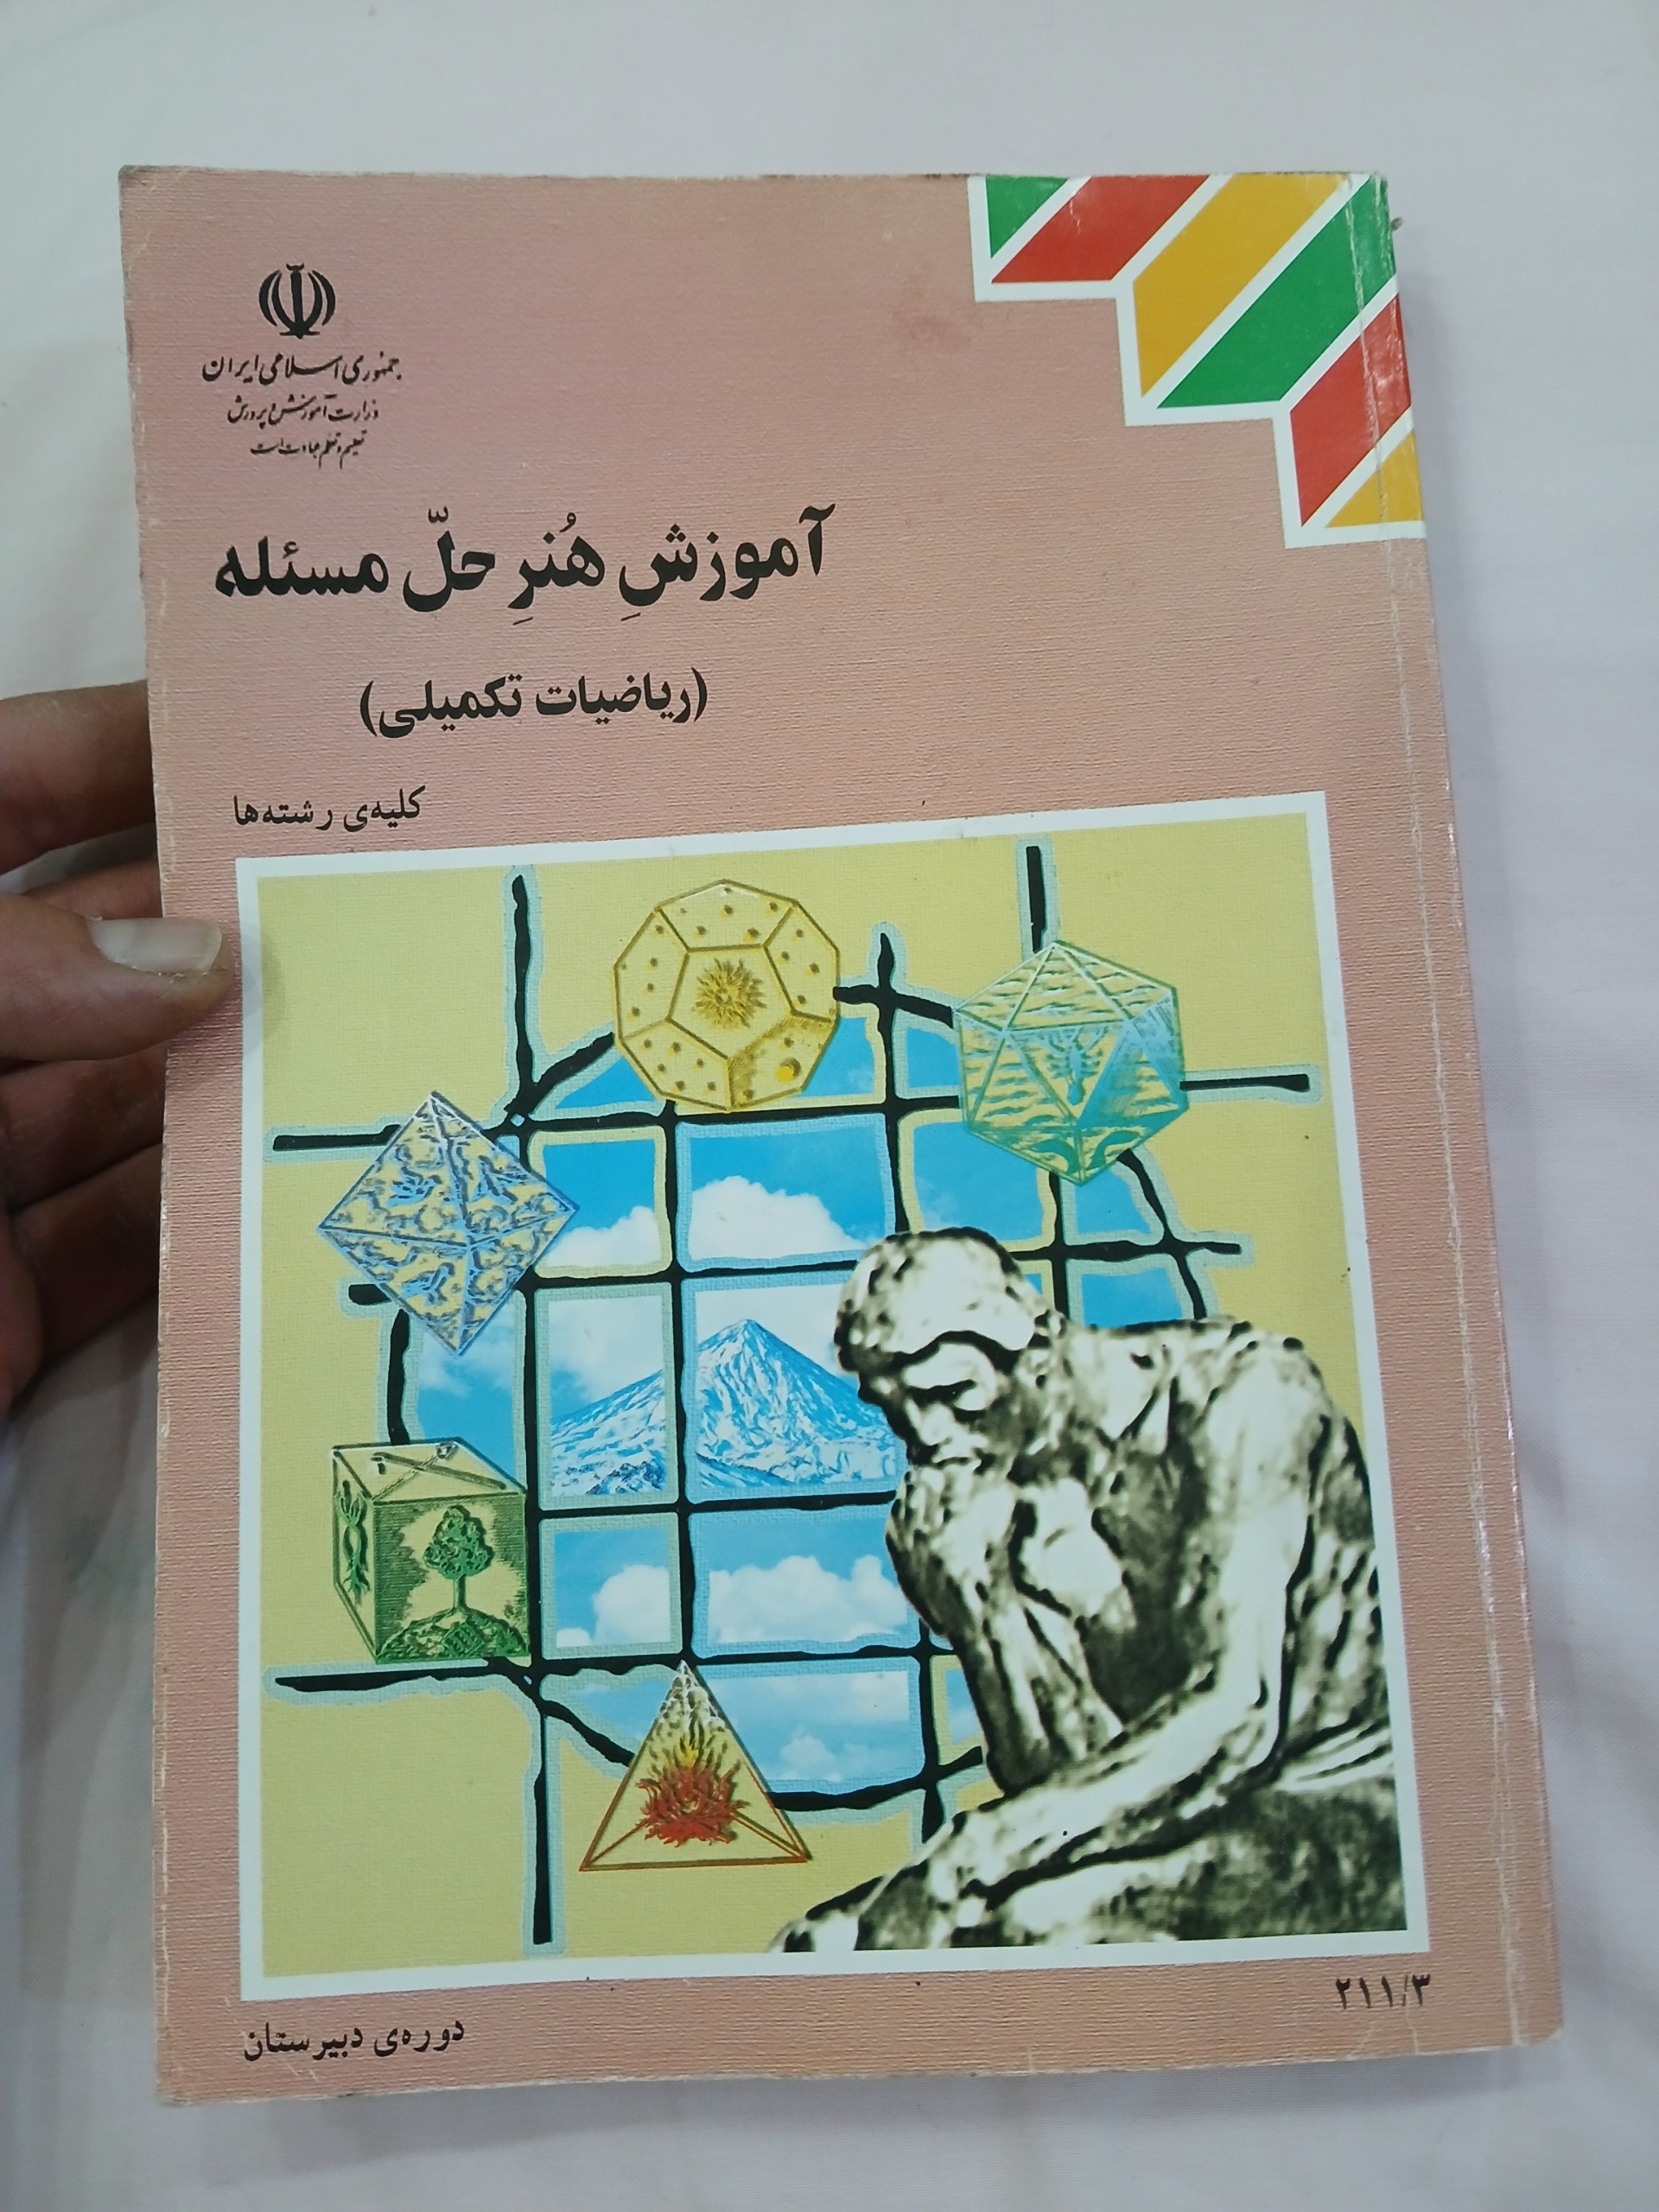 جمهوری اسلامی ایران
وزارت آموزش و پرورش
تعلیم و تعلم عبادت است
آموزشِ هُنرِ حلّ مسئله
(ریاضیات تکمیلی)
کلیه‌ی رشته‌ها
۲۱۱/۳
دوره‌ی دبیرستان